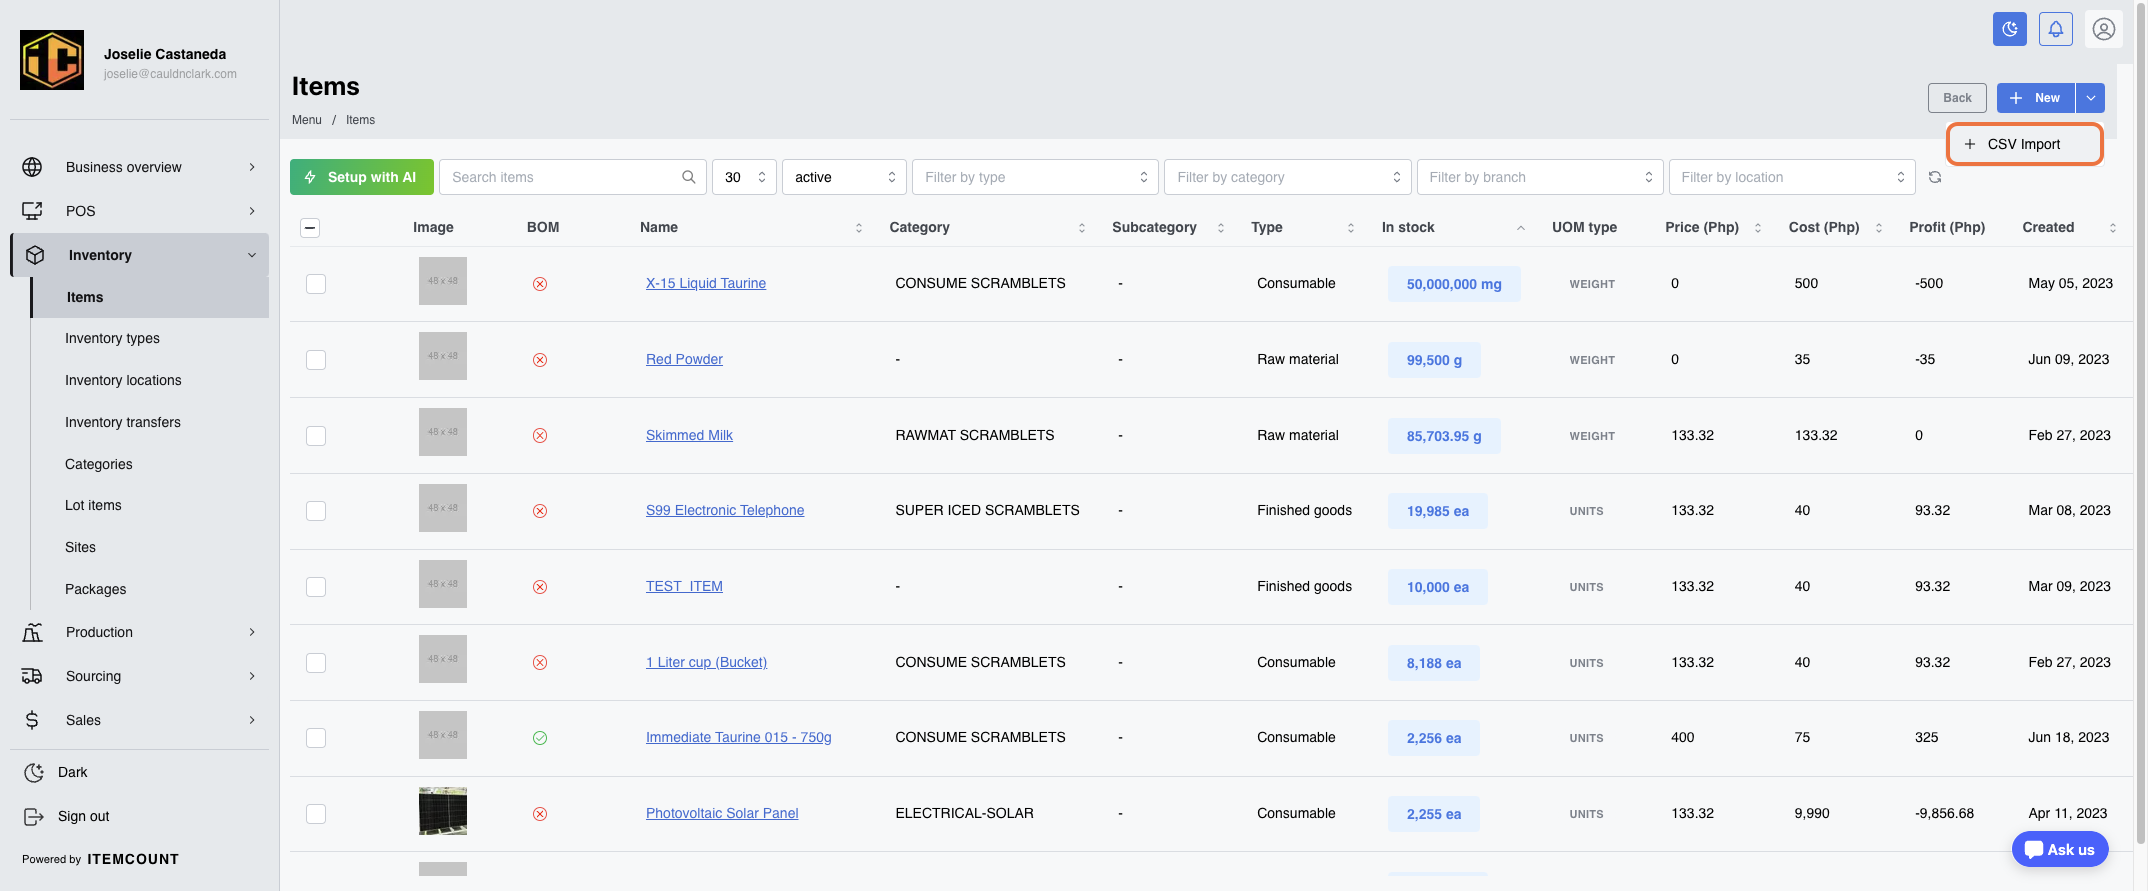 Joselie Castaneda
joselie@cauldnclark.com
Business overview
POS
Inventory
Items
Inventory types
Inventory locations
Inventory transfers
Categories
Lot items
Sites
Packages
Production
Sourcing
Sales
Dark
Sign out
Powered by ITEMCOUNT
Items
Menu / Items
Back
+ New
+ CSV Import
Setup with AI Search items 30 active Filter by type Filter by category Filter by branch Filter by location
Image BOM Name Category Subcategory Type In stock UOM type Price (Php) Cost (Php) Profit (Php) Created
48 x 48 X-15 Liquid Taurine CONSUME SCRAMBLETS - Consumable 50,000,000 mg WEIGHT 0 500 -500 May 05, 2023
48 x 48 Red Powder - - Raw material 99,500 g WEIGHT 0 35 -35 Jun 09, 2023
48 x 48 Skimmed Milk RAWMAT SCRAMBLETS - Raw material 85,703.95 g WEIGHT 133.32 133.32 0 Feb 27, 2023
48 x 48 S99 Electronic Telephone SUPER ICED SCRAMBLETS - Finished goods 19,985 ea UNITS 133.32 40 93.32 Mar 08, 2023
48 x 48 TEST_ITEM - - Finished goods 10,000 ea UNITS 133.32 40 93.32 Mar 09, 2023
48 x 48 1 Liter cup (Bucket) CONSUME SCRAMBLETS - Consumable 8,188 ea UNITS 133.32 40 93.32 Feb 27, 2023
48 x 48 Immediate Taurine 015 - 750g CONSUME SCRAMBLETS - Consumable 2,256 ea UNITS 400 75 325 Jun 18, 2023
Photovoltaic Solar Panel ELECTRICAL-SOLAR - Consumable 2,255 ea UNITS 133.32 9,990 -9,856.68 Apr 11, 2023
Ask us